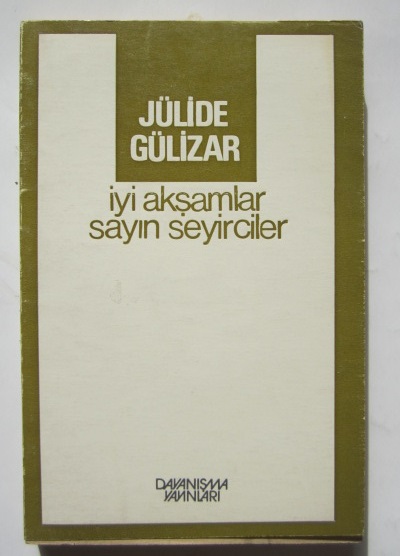 JÜLİDE
GÜLİZAR
iyi akşamlar
sayın seyirciler
DAYANIŞMA
YAYINLARI